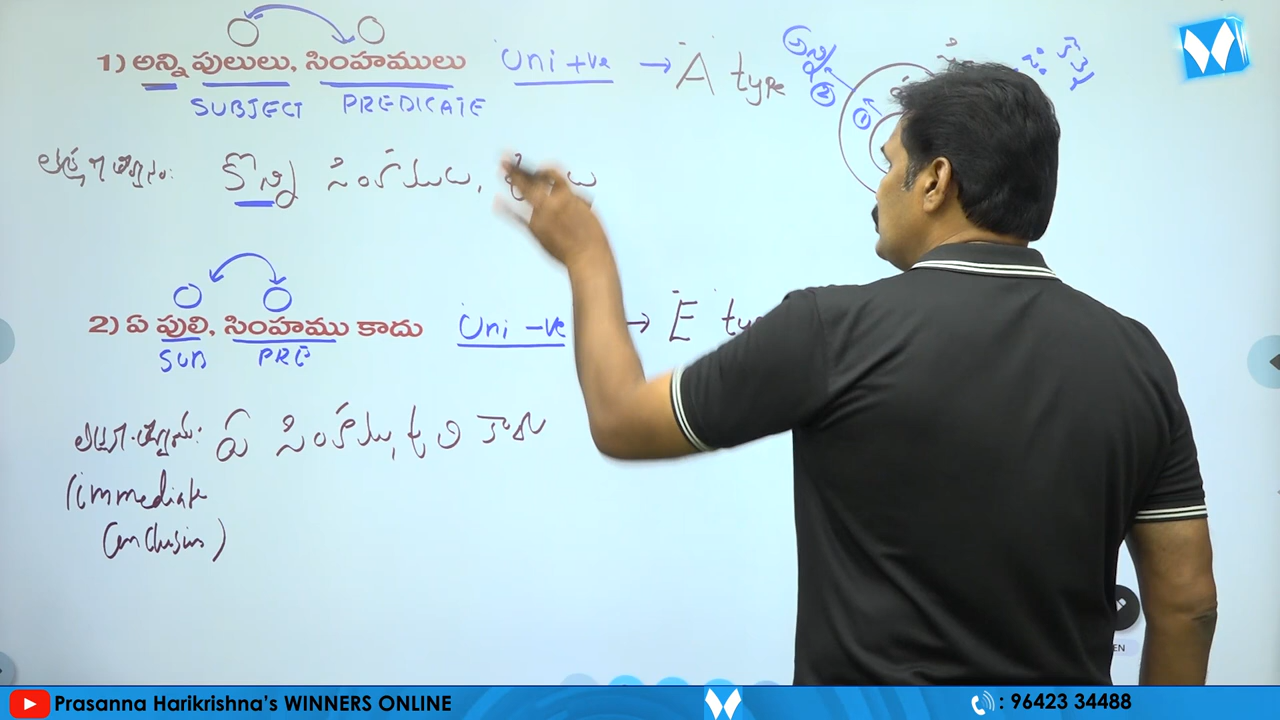 1) అన్ని పులులు, సింహములు Uni +ve → A type
SUBJECT PREDICATE
కొన్ని సింహములు,
2) ఏ పులి, సింహము కాదు Uni -ve → E
SUB PRE
ఏ సింహము, పులి కాదు
(immediate
Conclusion)
Prasanna Harikrishna's WINNERS ONLINE : 96423 34488